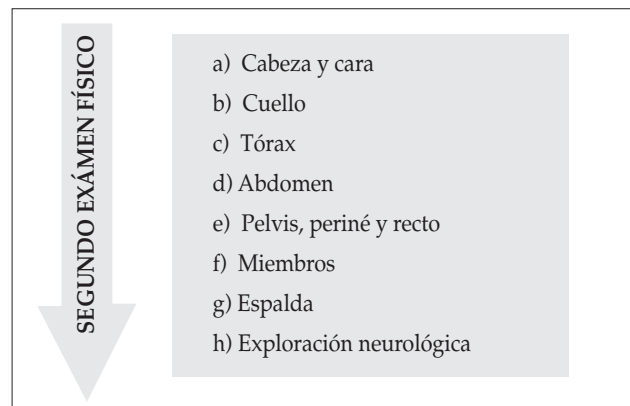 SEGUNDO EXÁMEN FÍSICO
a) Cabeza y cara
b) Cuello
c) Tórax
d) Abdomen
e) Pelvis, periné y recto
f) Miembros
g) Espalda
h) Exploración neurológica